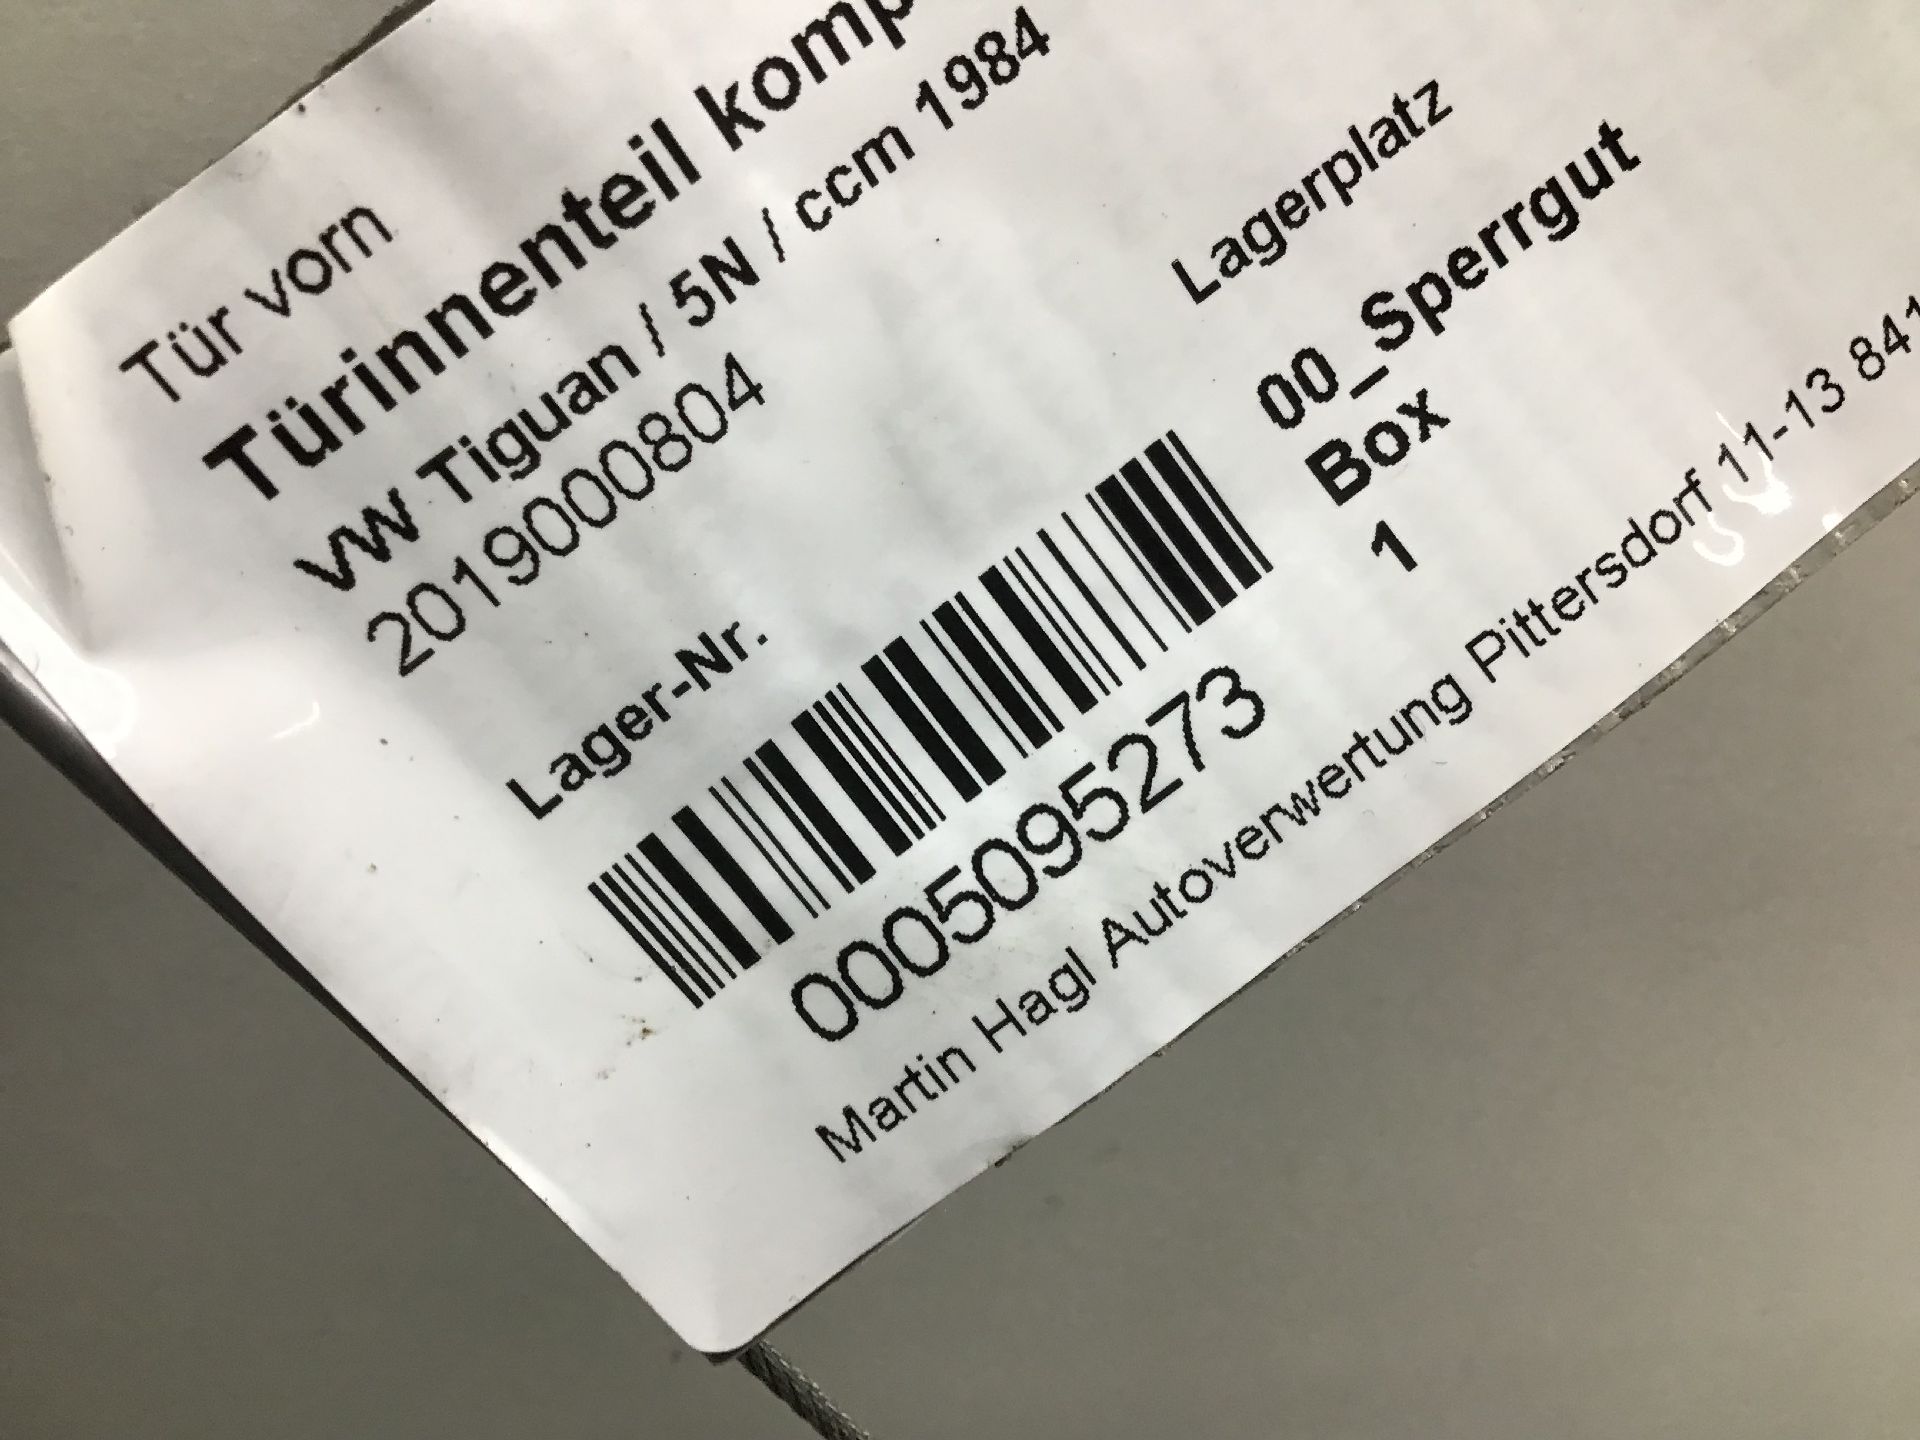 Tür vorn
Türinnenteil komp
VW Tiguan / 5N / ccm 1984
2019000804
Lager-Nr.
Lagerplatz
0005095273
00_Sperrgut
Box
1
Martin Hagl Autoverwertung Pittersdorf 11-13 841